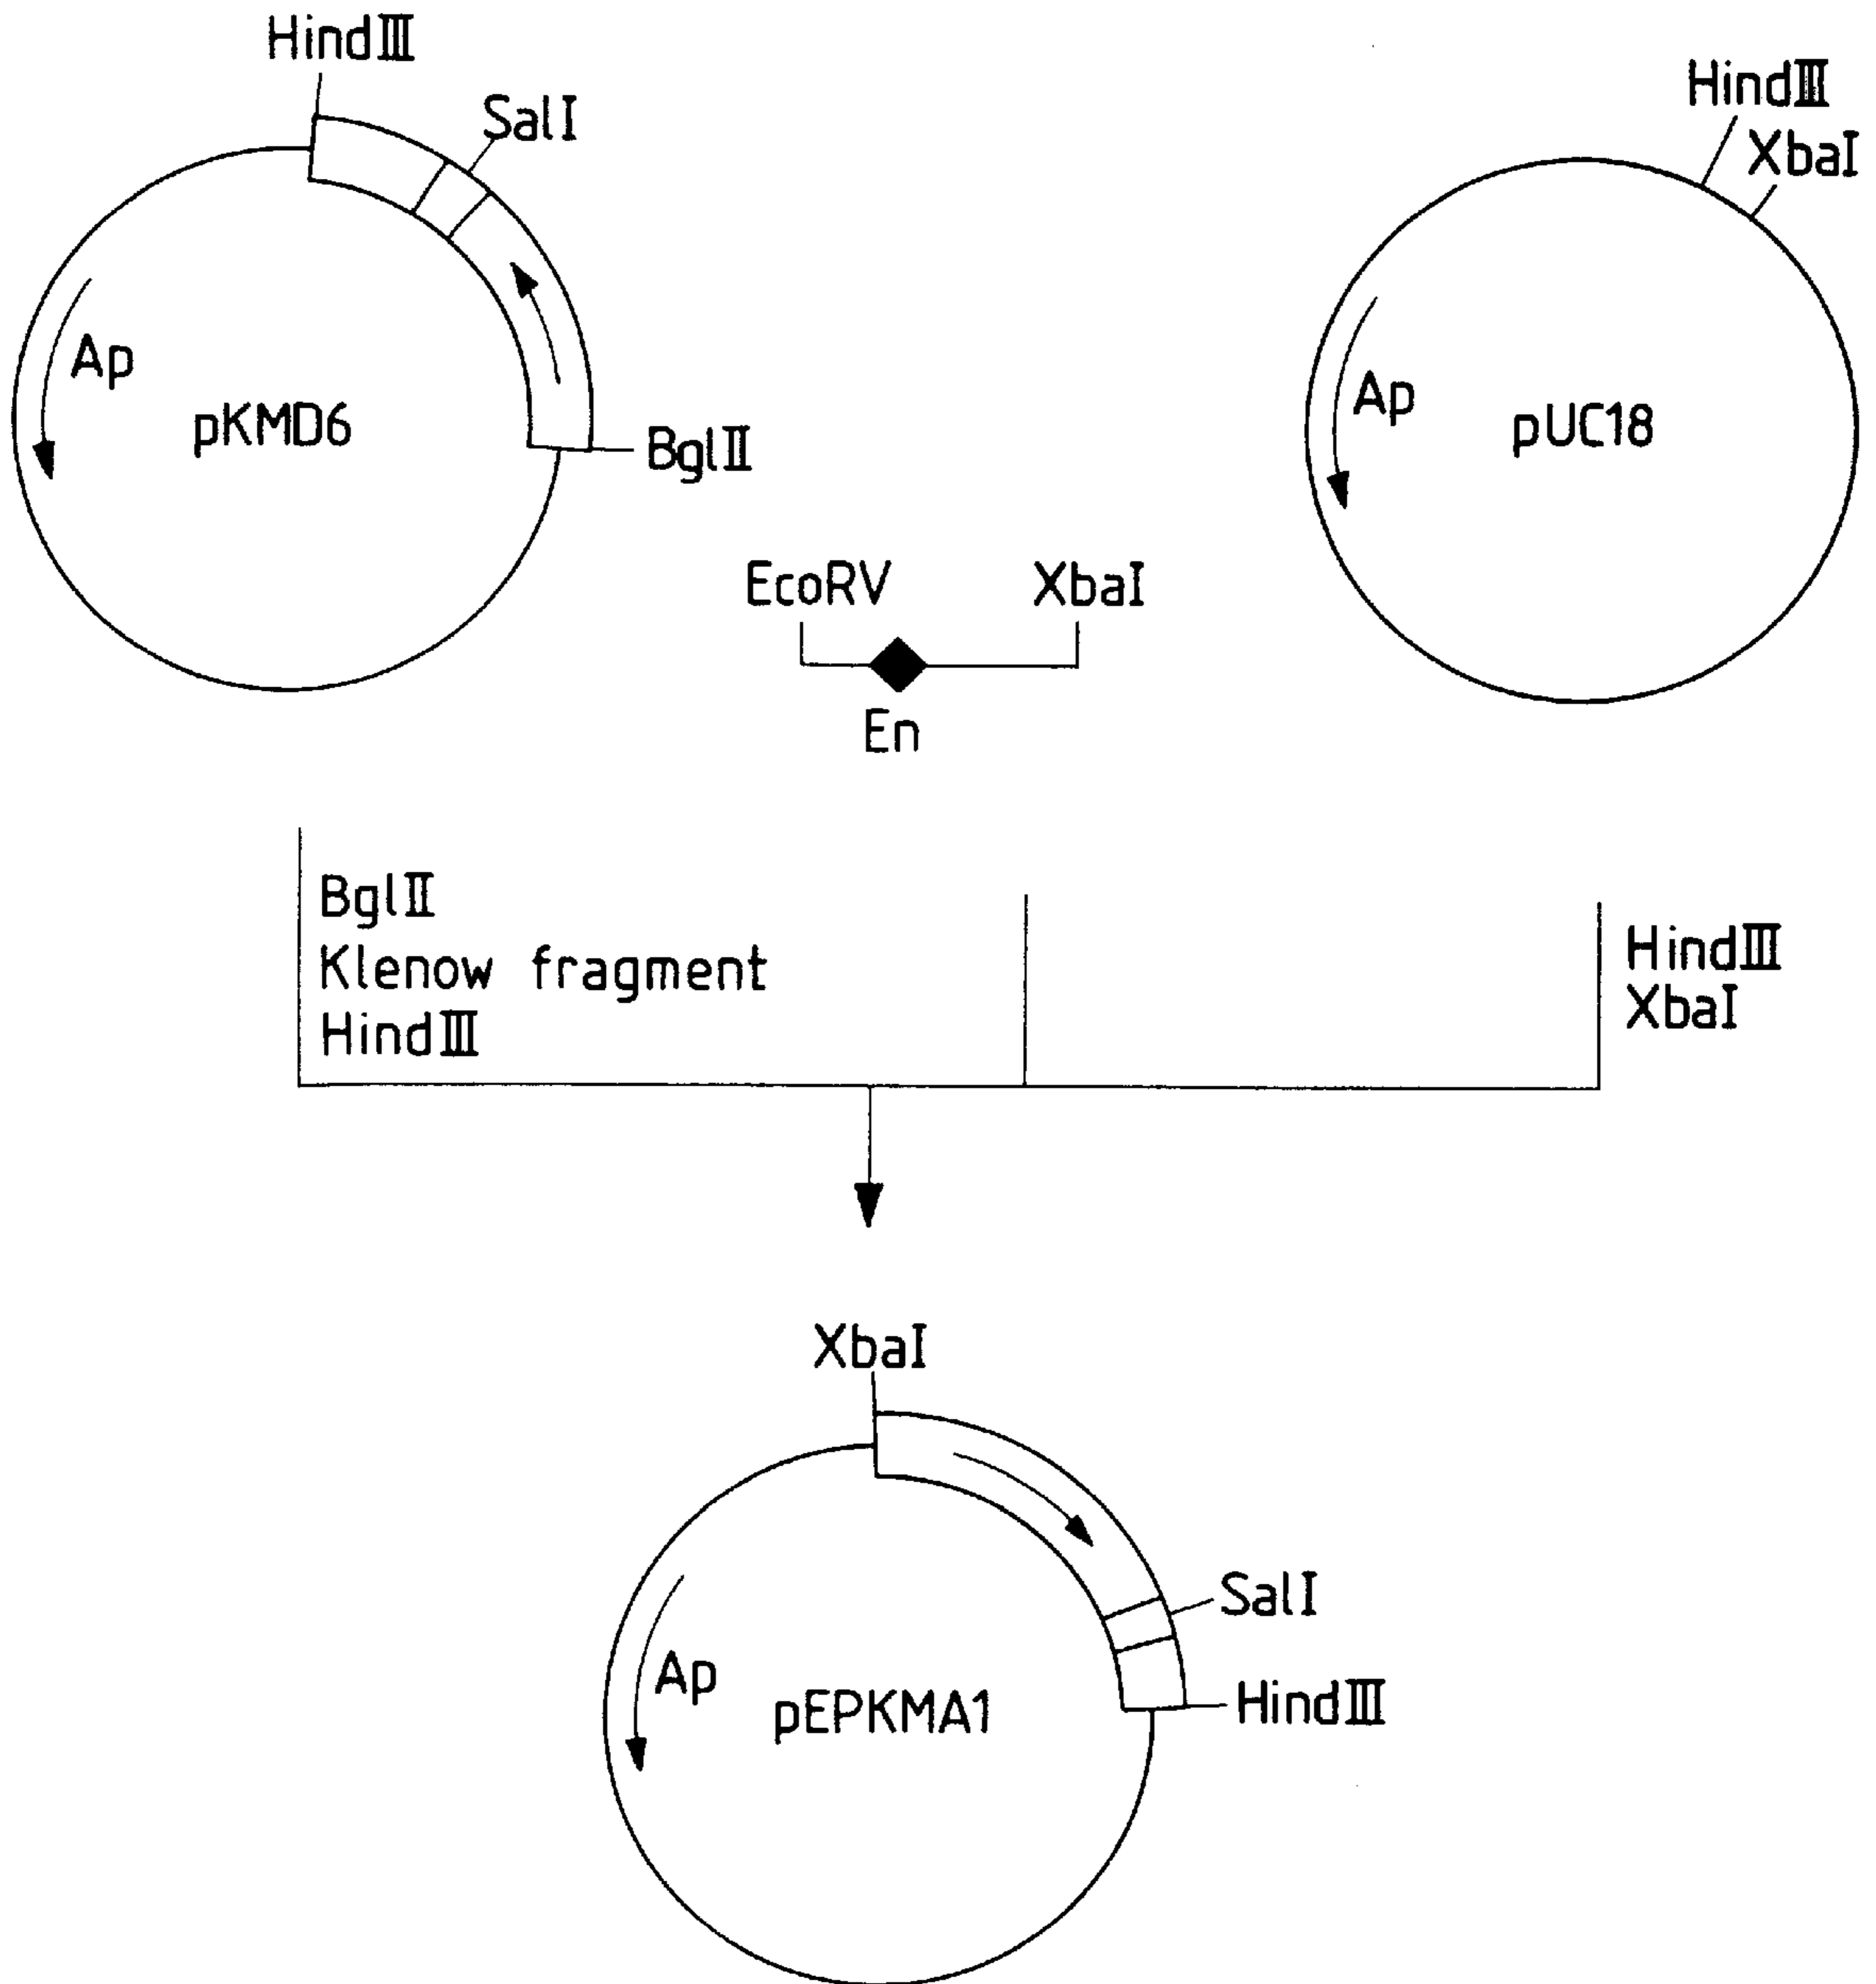 HindIII
SalI
Ap
pKMD6
BglII
HindIII
XbaI
Ap
pUC18
EcoRV
XbaI
En
BglII
Klenow fragment
HindIII
HindIII
XbaI
XbaI
SalI
Ap
pEPKMA1
HindIII